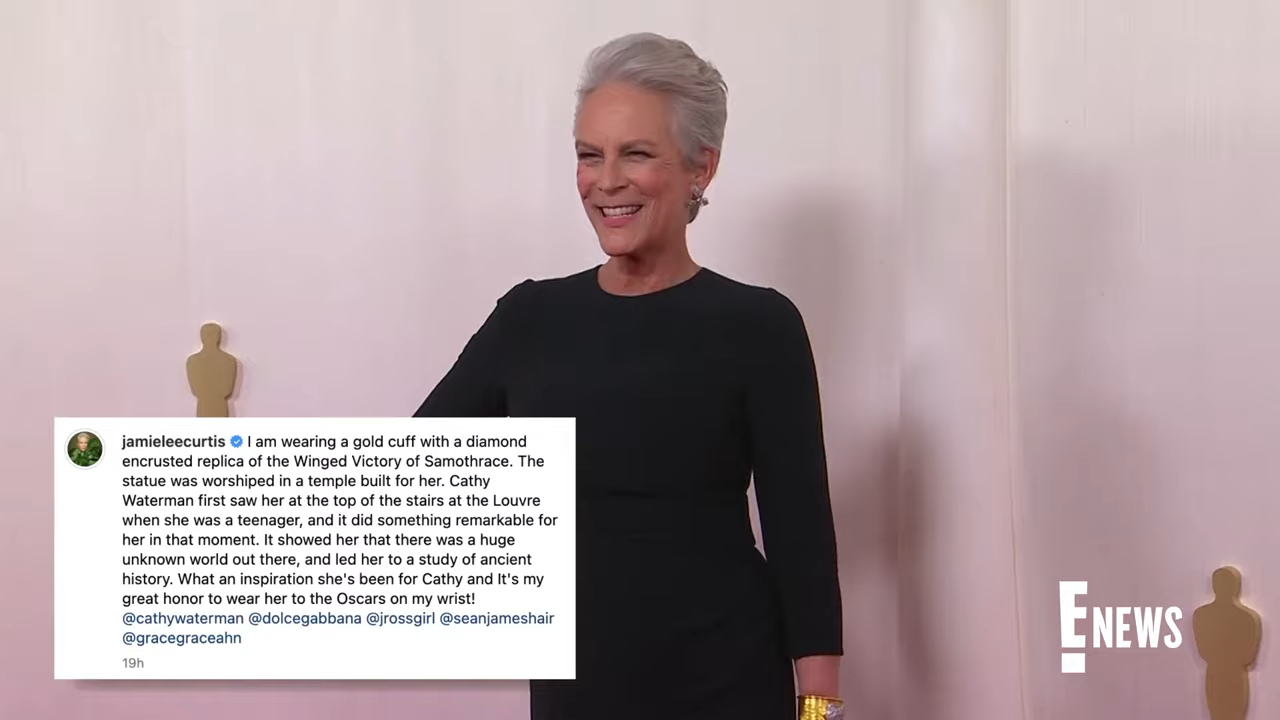 jamieleecurtis I am wearing a gold cuff with a diamond
encrusted replica of the Winged Victory of Samothrace. The
statue was worshiped in a temple built for her. Cathy
Waterman first saw her at the top of the stairs at the Louvre
when she was a teenager, and it did something remarkable for
her in that moment. It showed her that there was a huge
unknown world out there, and led her to a study of ancient
history. What an inspiration she's been for Cathy and It's my
great honor to wear her to the Oscars on my wrist!
@cathywaterman @dolcegabbana @jrossgirl @seanjameshair
@gracegraceahn
19h
E! NEWS